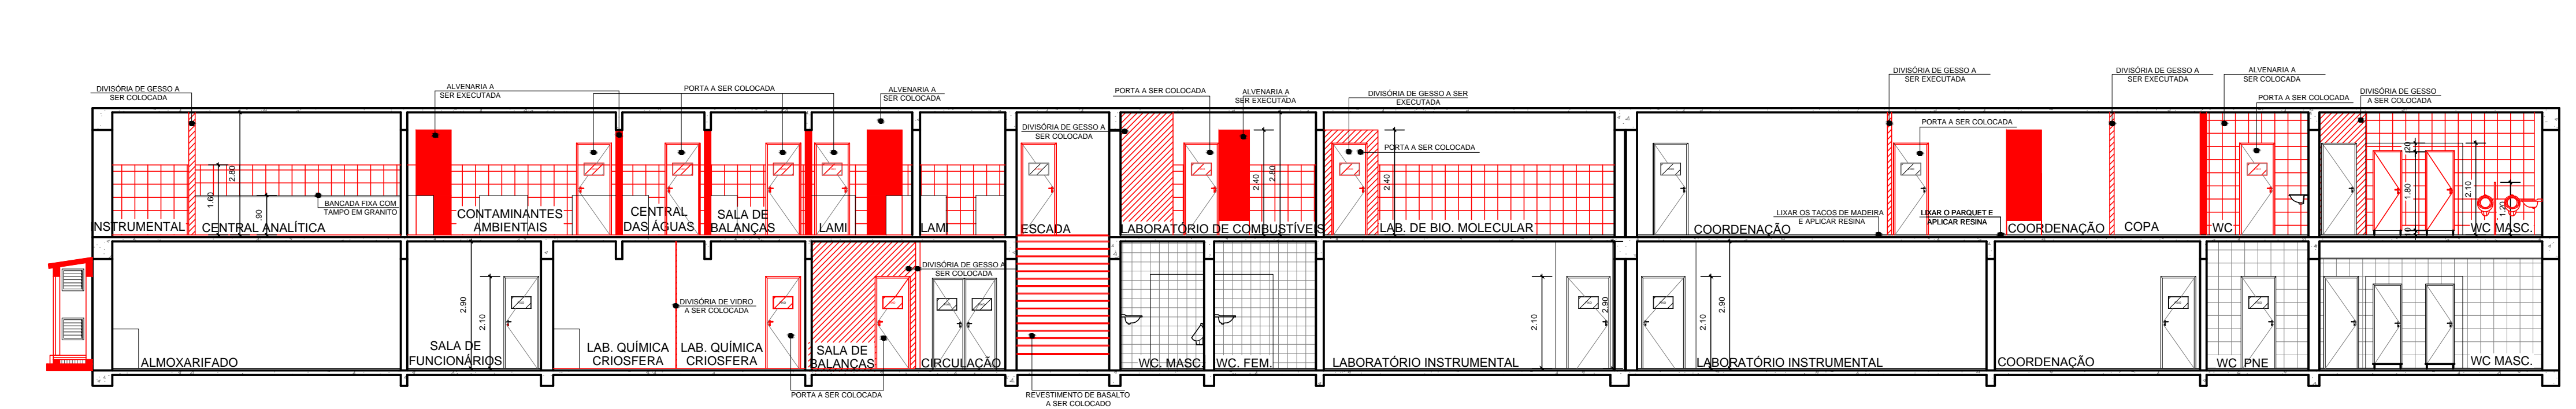 DIVISÓRIA DE GESSO A
SER COLOCADA
ALVENARIA A
SER EXECUTADA
PORTA A SER COLOCADA
ALVENARIA A
SER COLOCADA
DIVISÓRIA DE GESSO A
SER COLOCADA
PORTA A SER COLOCADA
ALVENARIA A
SER EXECUTADA
DIVISÓRIA DE GESSO A SER
EXECUTADA
PORTA A SER COLOCADA
DIVISÓRIA DE GESSO A
SER EXECUTADA
PORTA A SER COLOCADA
DIVISÓRIA DE GESSO A
SER EXECUTADA
ALVENARIA A
SER COLOCADA
PORTA A SER COLOCADA
DIVISÓRIA DE GESSO
A SER COLOCADA
2.80
1.60
.90
BANCADA FIXA COM
TAMPO EM GRANITO
2.40
2.80
2.40
LIXAR OS TACOS DE MADEIRA
E APLICAR RESINA
LIXAR O PARQUET E
APLICAR RESINA
.20
1.80
.10
2.10
1.20
NSTRUMENTAL
CENTRAL ANALÍTICA
CONTAMINANTES
AMBIENTAIS
CENTRAL
DAS ÁGUAS
SALA DE
BALANÇAS
LAMI
LAMI
ESCADA
LABORATÓRIO DE COMBUSTÍVEIS
LAB. DE BIO. MOLECULAR
COORDENAÇÃO
COORDENAÇÃO
COPA
WC
WC MASC.
DIVISÓRIA DE GESSO A
SER COLOCADA
DIVISÓRIA DE VIDRO
A SER COLOCADA
2.90
2.10
2.10
2.90
2.10
2.90
ALMOXARIFADO
SALA DE
FUNCIONÁRIOS
LAB. QUÍMICA
CRIOSFERA
LAB. QUÍMICA
CRIOSFERA
SALA DE
BALANÇAS
CIRCULAÇÃO
WC. MASC.
WC. FEM.
LABORATÓRIO INSTRUMENTAL
LABORATÓRIO INSTRUMENTAL
COORDENAÇÃO
WC PNE
WC MASC.
PORTA A SER COLOCADA
REVESTIMENTO DE BASALTO
A SER COLOCADO